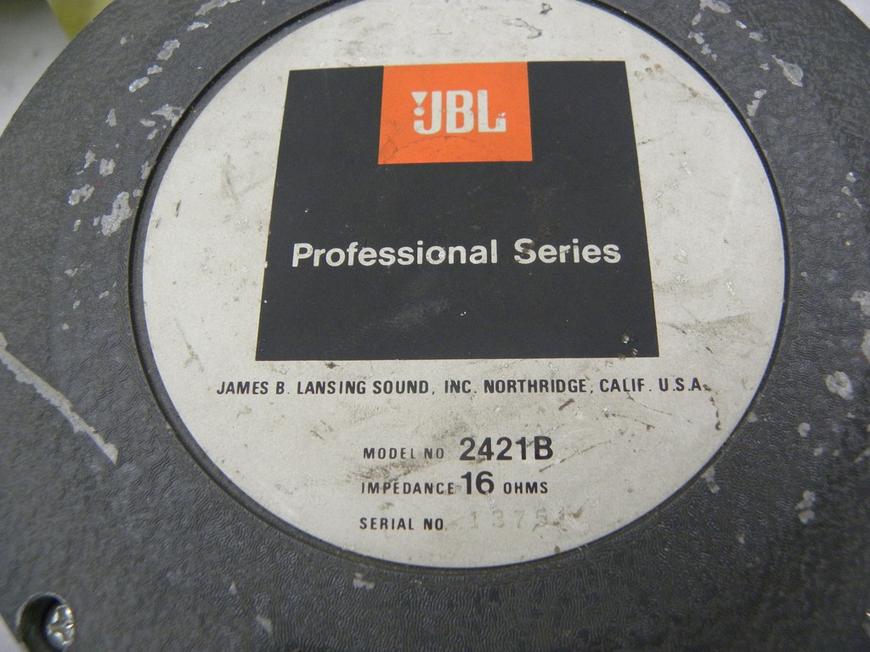 JBL
Professional Series
JAMES B. LANSING SOUND, INC. NORTHRIDGE, CALIF. U.S.A.
MODEL NO 2421B
IMPEDANCE 16 OHMS
SERIAL NO.